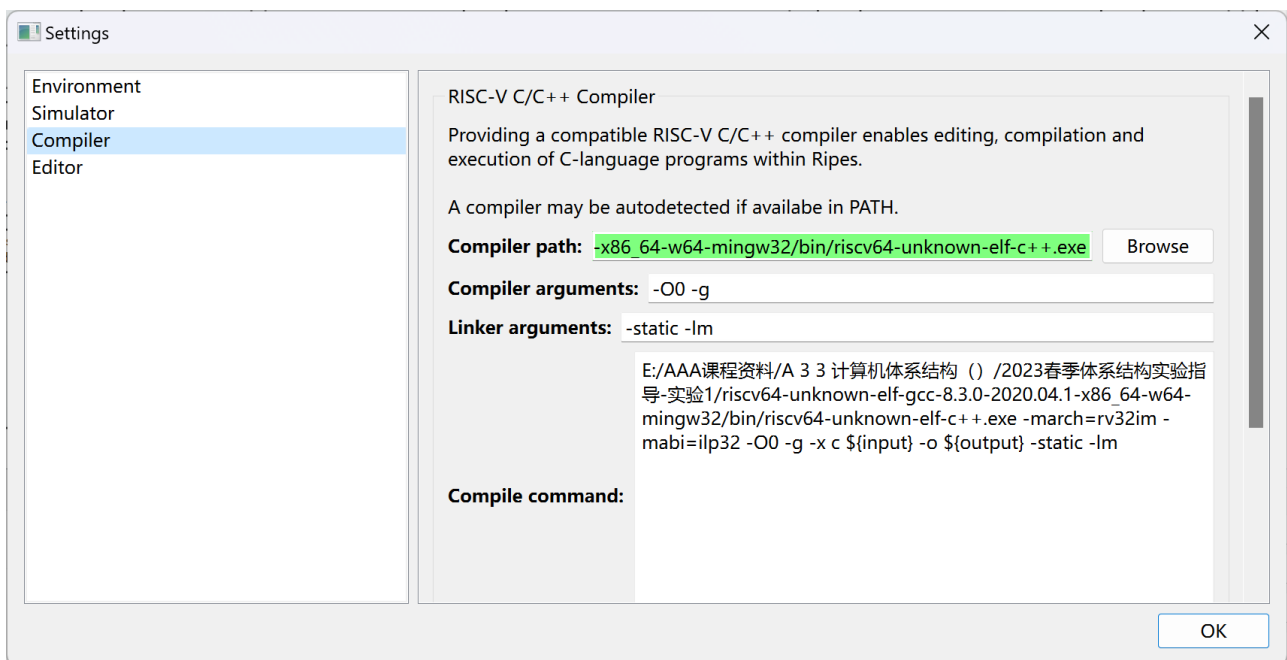 Settings
Environment
Simulator
Compiler
Editor
RISC-V C/C++ Compiler
Providing a compatible RISC-V C/C++ compiler enables editing, compilation and
execution of C-language programs within Ripes.
A compiler may be autodetected if availabe in PATH.
Compiler path: -x86_64-w64-mingw32/bin/riscv64-unknown-elf-c++.exe Browse
Compiler arguments: -O0 -g
Linker arguments: -static -lm
E:/AAA课程资料/A 3 3 计算机体系结构（）/2023春季体系结构实验指
导-实验1/riscv64-unknown-elf-gcc-8.3.0-2020.04.1-x86_64-w64-
mingw32/bin/riscv64-unknown-elf-c++.exe -march=rv32im -
mabi=ilp32 -O0 -g -x c ${input} -o ${output} -static -lm
Compile command:
OK